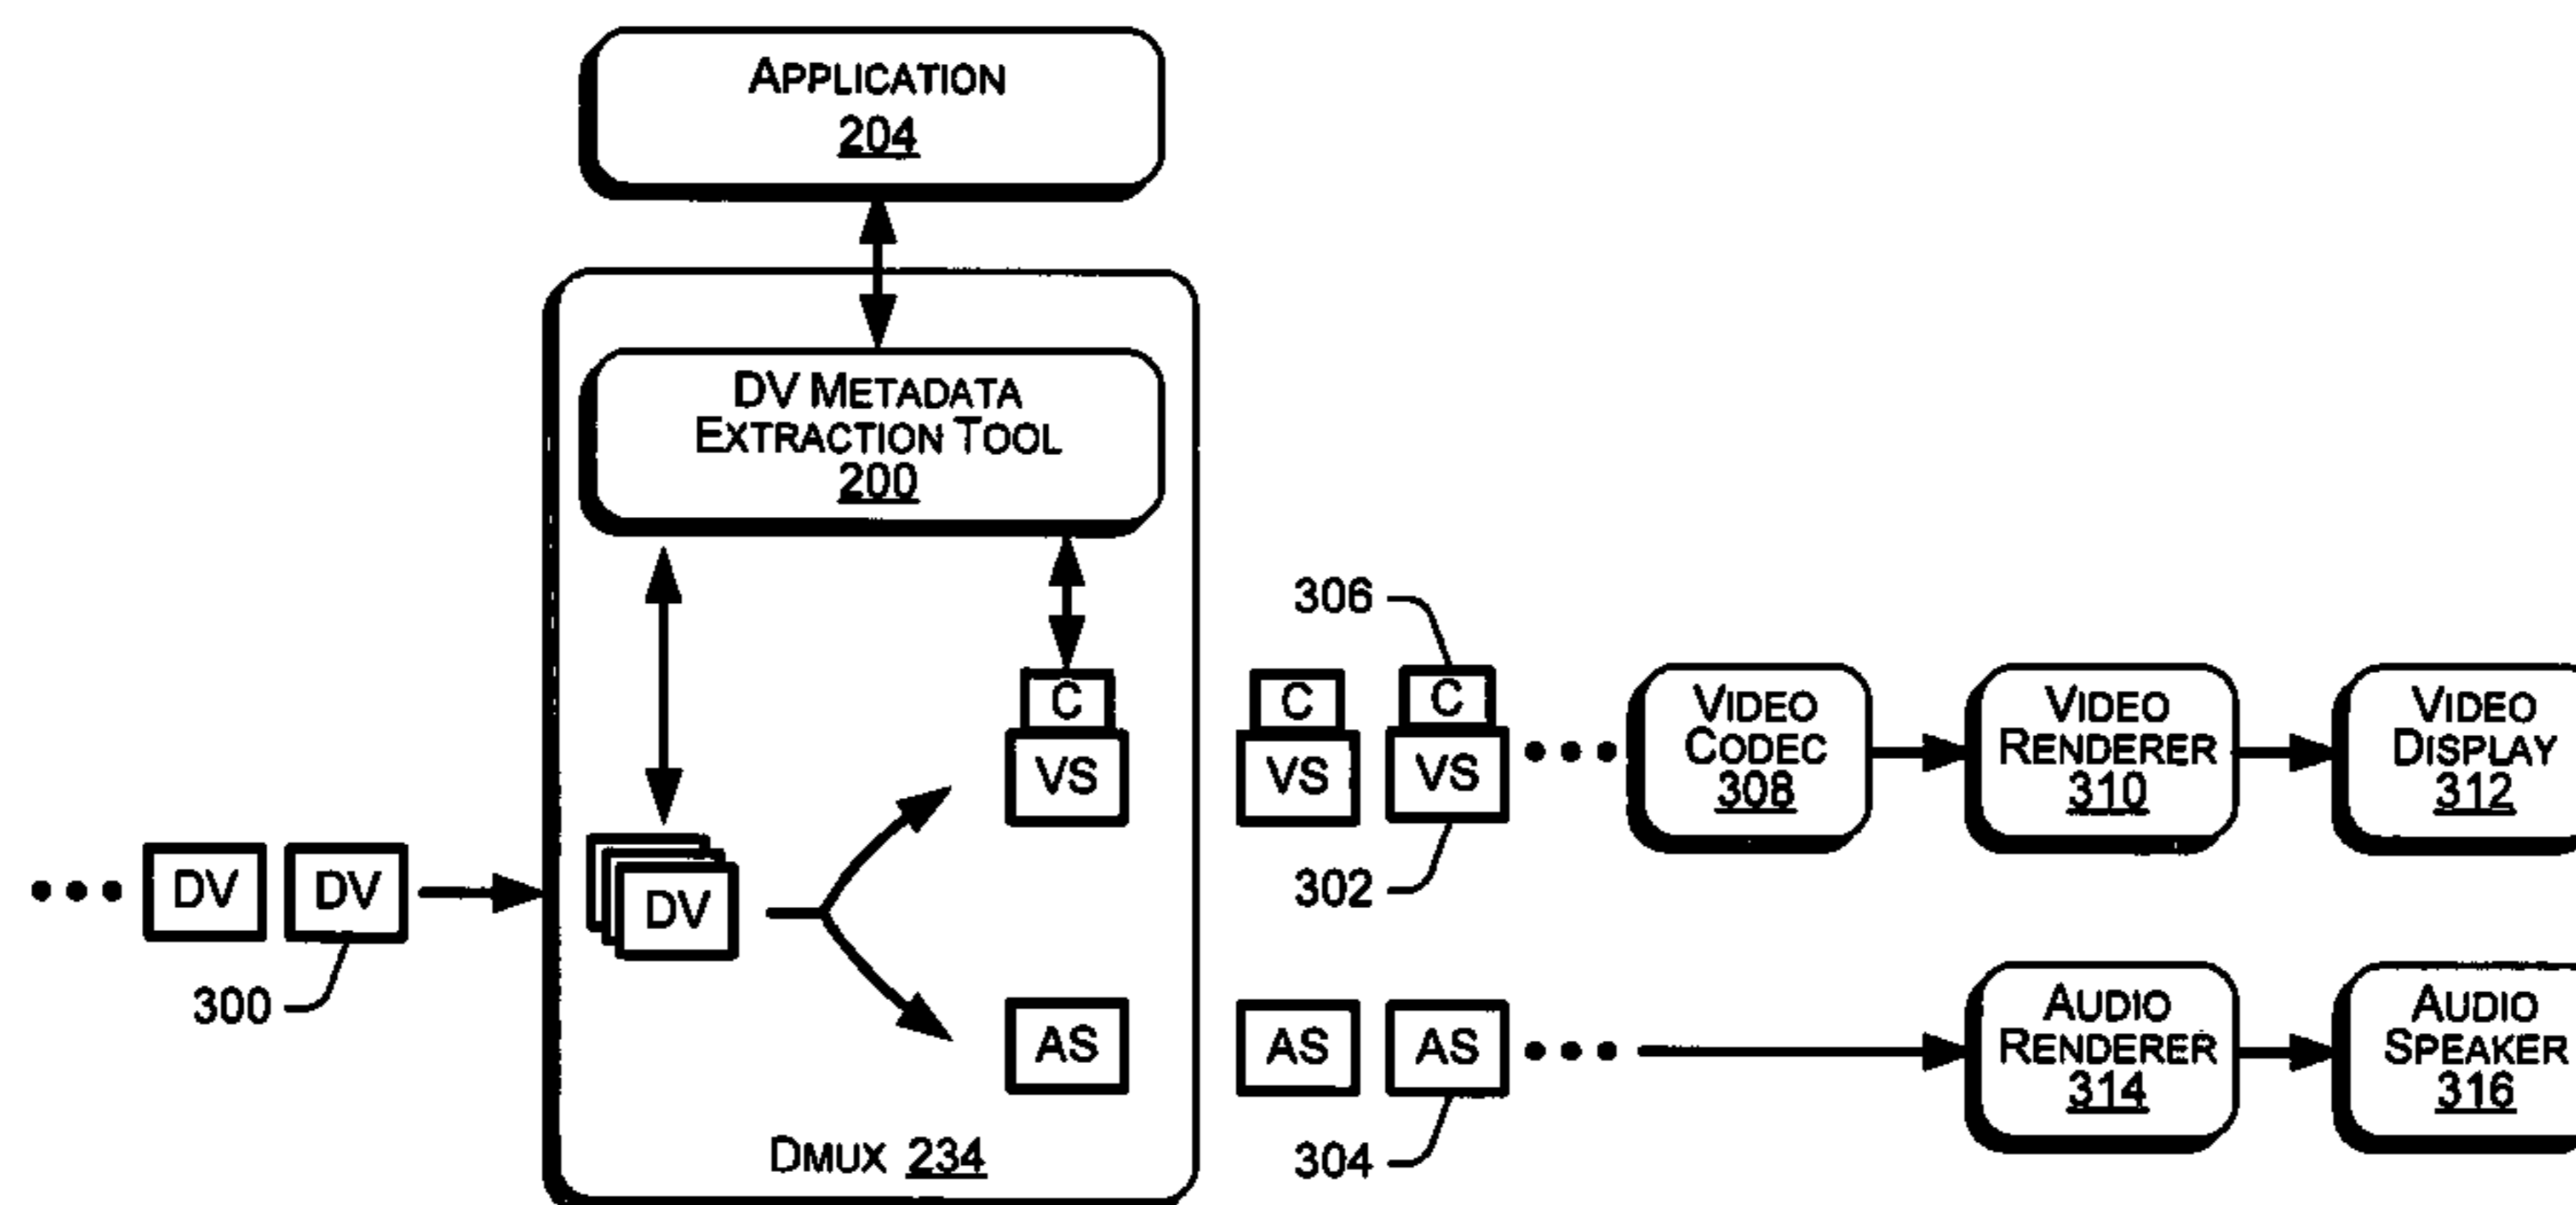 APPLICATION
204
DV METADATA
EXTRACTION TOOL
200
306
C
C
C
VIDEO
CODEC
308
VIDEO
RENDERER
310
VIDEO
DISPLAY
312
VS
VS
VS
302
DV
DV
DV
300
AS
AS
AS
AUDIO
RENDERER
314
AUDIO
SPEAKER
316
304
DMUX 234